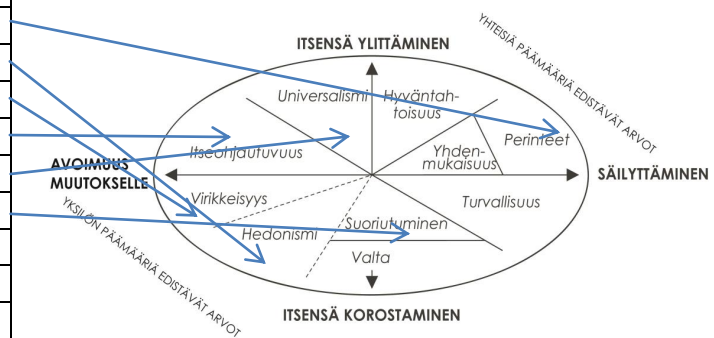 ITSENSÄ YLITTÄMINEN
YHTEISIÄ PÄÄMÄÄRIÄ EDISTÄVÄT ARVOT
Universalismi
Hyväntah-
toisuus
Perinteet
Itseohjautuvuus
Yhden-
mukaisuus
AVOIMUUS
MUUTOKSELLE
SÄILYTTÄMINEN
Virikkeisyys
Turvallisuus
YKSILÖN PÄÄMÄÄRIÄ EDISTÄVÄT ARVOT
Hedonismi
Suoriutuminen
Valta
ITSENSÄ KOROSTAMINEN